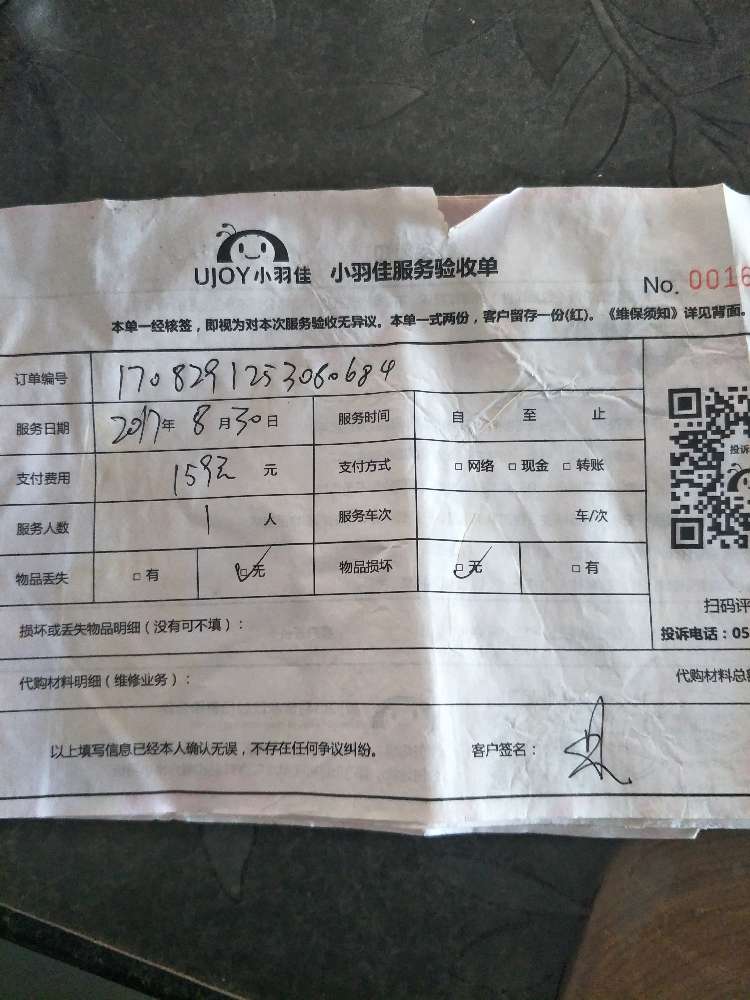 UJOY小羽佳 小羽佳服务验收单
No. 0016
本单一经核签，即视为对本次服务验收无异议。本单一式两份，客户留存一份(红)。《维保须知》详见背面。
订单编号 1708291253060684
服务日期 2017年 8月30日 服务时间 自 至 止
支付费用 159元 元 支付方式 □网络 □现金 □转账
服务人数 1 人 服务车次 车/次
物品丢失 □有 □无 物品损坏 □无 □有
投诉
扫码评
损坏或丢失物品明细（没有可不填）：
投诉电话：05
代购材料明细（维修业务）： 代购材料总
以上填写信息已经本人确认无误，不存在任何争议纠纷。 客户签名：